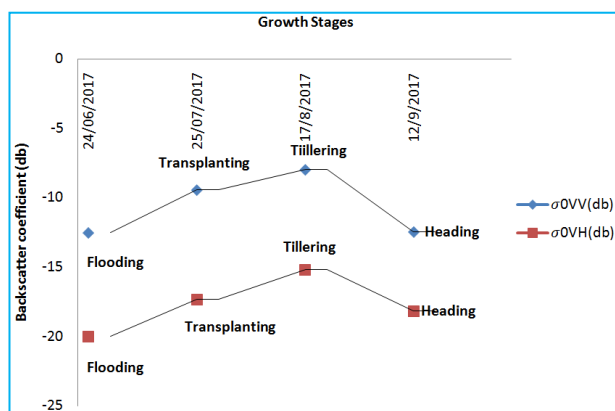 Growth Stages
Backscatter coefficient (db)
0
-5
-10
-15
-20
-25
24/06/2017
25/07/2017
17/8/2017
12/9/2017
Transplanting
Tiillering
Flooding
Heading
Tillering
Transplanting
Heading
Flooding
σ0VV(db)
σ0VH(db)